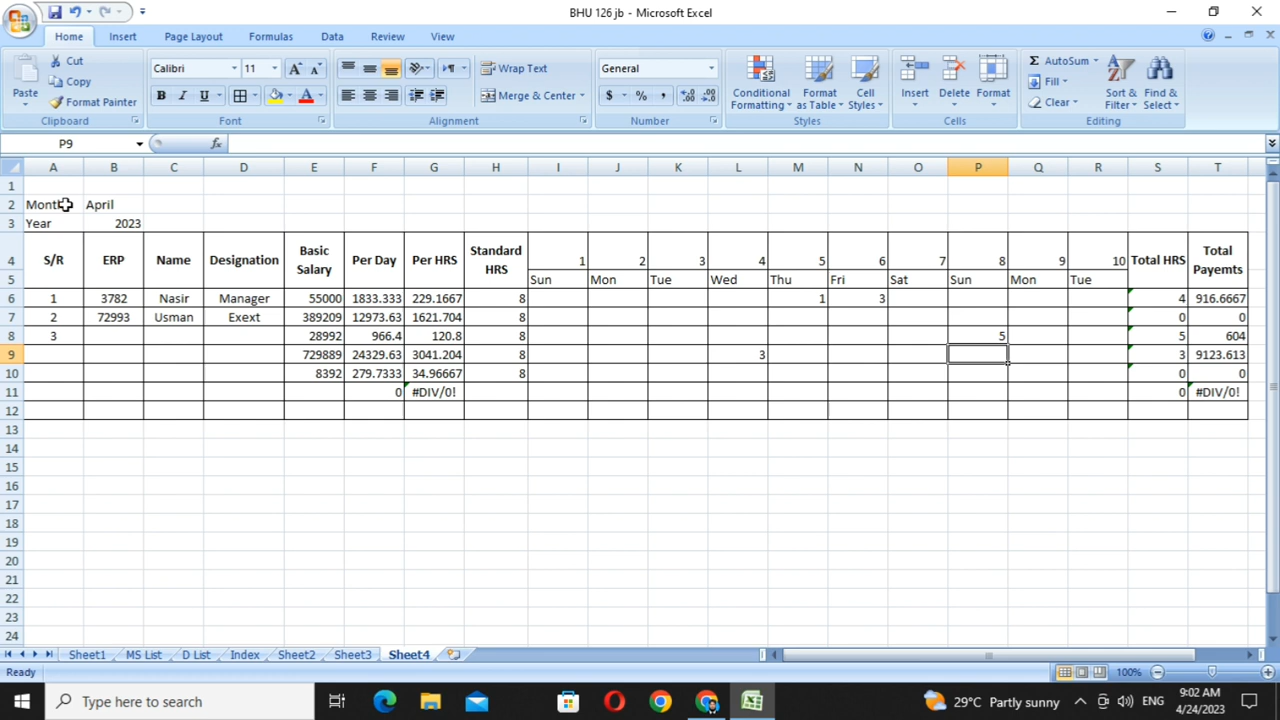 BHU 126 jb - Microsoft Excel
Home Insert Page Layout Formulas Data Review View
Paste Cut Copy Format Painter Clipboard
Calibri 11 A A B I U A Font
Wrap Text Merge & Center Alignment
General $ % , Number
Conditional Formatting Format as Table Cell Styles Styles
Insert Delete Format Cells
Σ AutoSum Fill Clear Sort & Filter Find & Select Editing
P9 fx
A B C D E F G H I J K L M N O P Q R S T
1
2 Month April
3 Year 2023
4 S/R ERP Name Designation Basic Salary Per Day Per HRS Standard HRS 1 2 3 4 5 6 7 8 9 10 Total HRS Total Payemts
5 Sun Mon Tue Wed Thu Fri Sat Sun Mon Tue
6 1 3782 Nasir Manager 55000 1833.333 229.1667 8 1 3 4 916.6667
7 2 72993 Usman Exext 389209 12973.63 1621.704 8 0 0
8 3 28992 966.4 120.8 8 5 5 604
9 729889 24329.63 3041.204 8 3 3 9123.613
10 8392 279.7333 34.96667 8 0 0
11 0 #DIV/0! 0 #DIV/0!
12
13
14
15
16
17
18
19
20
21
22
23
24
Sheet1 MS List D List Index Sheet2 Sheet3 Sheet4
Ready 100%
Type here to search 29°C Partly sunny ENG 9:02 AM
4/24/2023